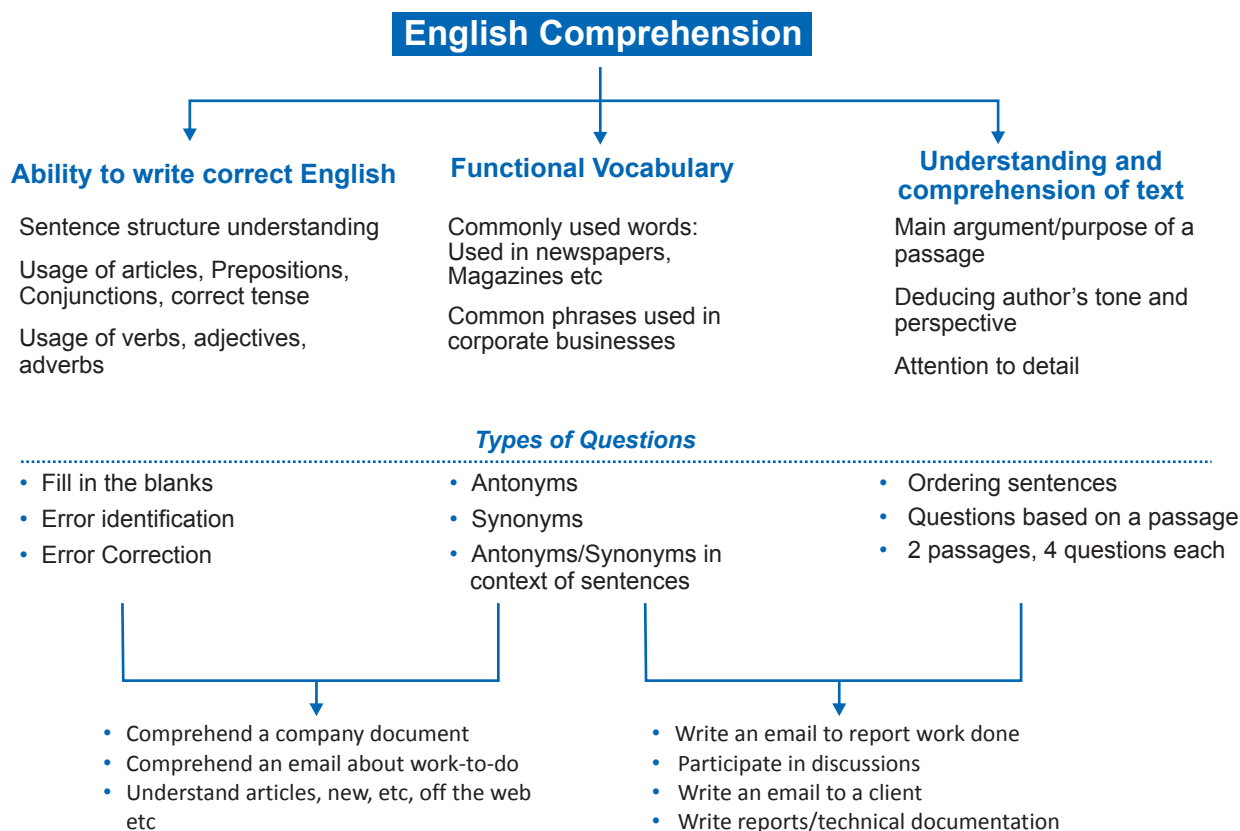 English Comprehension
Ability to write correct English
Sentence structure understanding
Usage of articles, Prepositions,
Conjunctions, correct tense
Usage of verbs, adjectives,
adverbs
Functional Vocabulary
Commonly used words:
Used in newspapers,
Magazines etc
Common phrases used in
corporate businesses
Understanding and
comprehension of text
Main argument/purpose of a
passage
Deducing author’s tone and
perspective
Attention to detail
Types of Questions
• Fill in the blanks
• Error identification
• Error Correction
• Antonyms
• Synonyms
• Antonyms/Synonyms in
context of sentences
• Ordering sentences
• Questions based on a passage
• 2 passages, 4 questions each
• Comprehend a company document
• Comprehend an email about work-to-do
• Understand articles, new, etc, off the web
etc
• Write an email to report work done
• Participate in discussions
• Write an email to a client
• Write reports/technical documentation